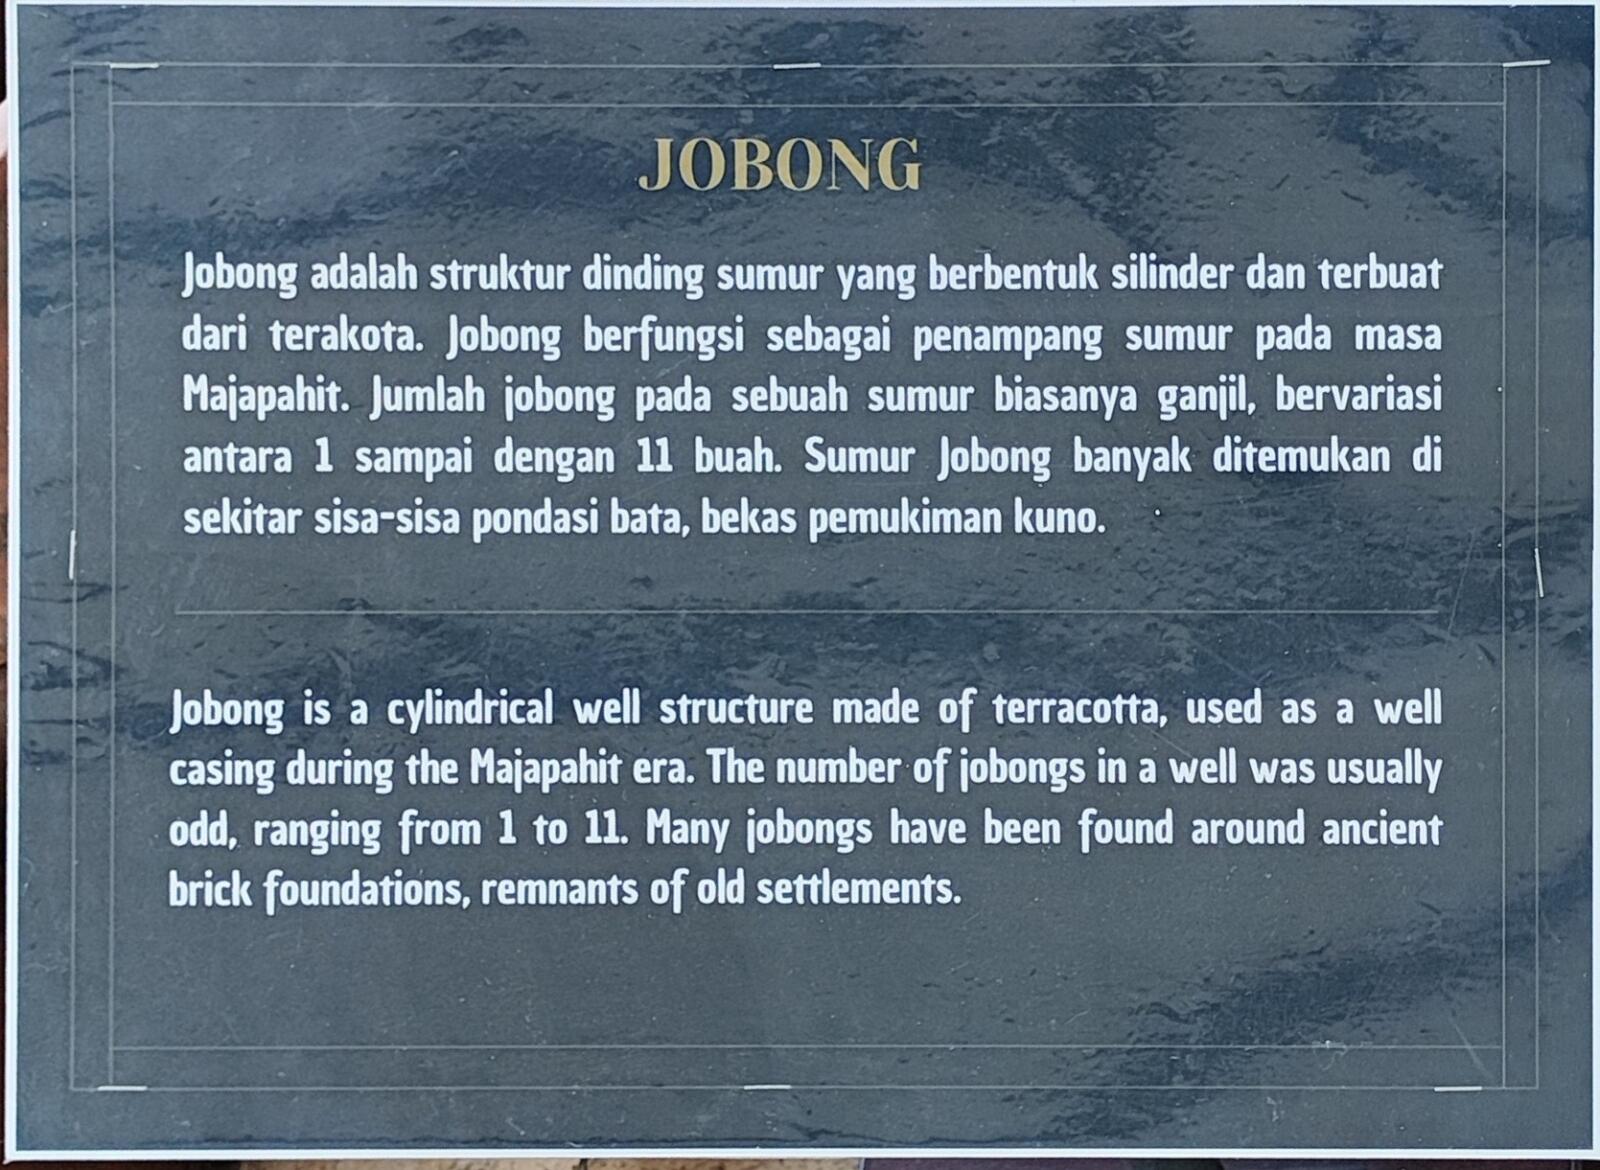 JOBONG
Jobong adalah struktur dinding sumur yang berbentuk silinder dan terbuat
dari terakota. Jobong berfungsi sebagai penampang sumur pada masa
Majapahit. Jumlah jobong pada sebuah sumur biasanya ganjil, bervariasi
antara 1 sampai dengan 11 buah. Sumur Jobong banyak ditemukan di
sekitar sisa-sisa pondasi bata, bekas pemukiman kuno.
Jobong is a cylindrical well structure made of terracotta, used as a well
casing during the Majapahit era. The number of jobongs in a well was usually
odd, ranging from 1 to 11. Many jobongs have been found around ancient
brick foundations, remnants of old settlements.